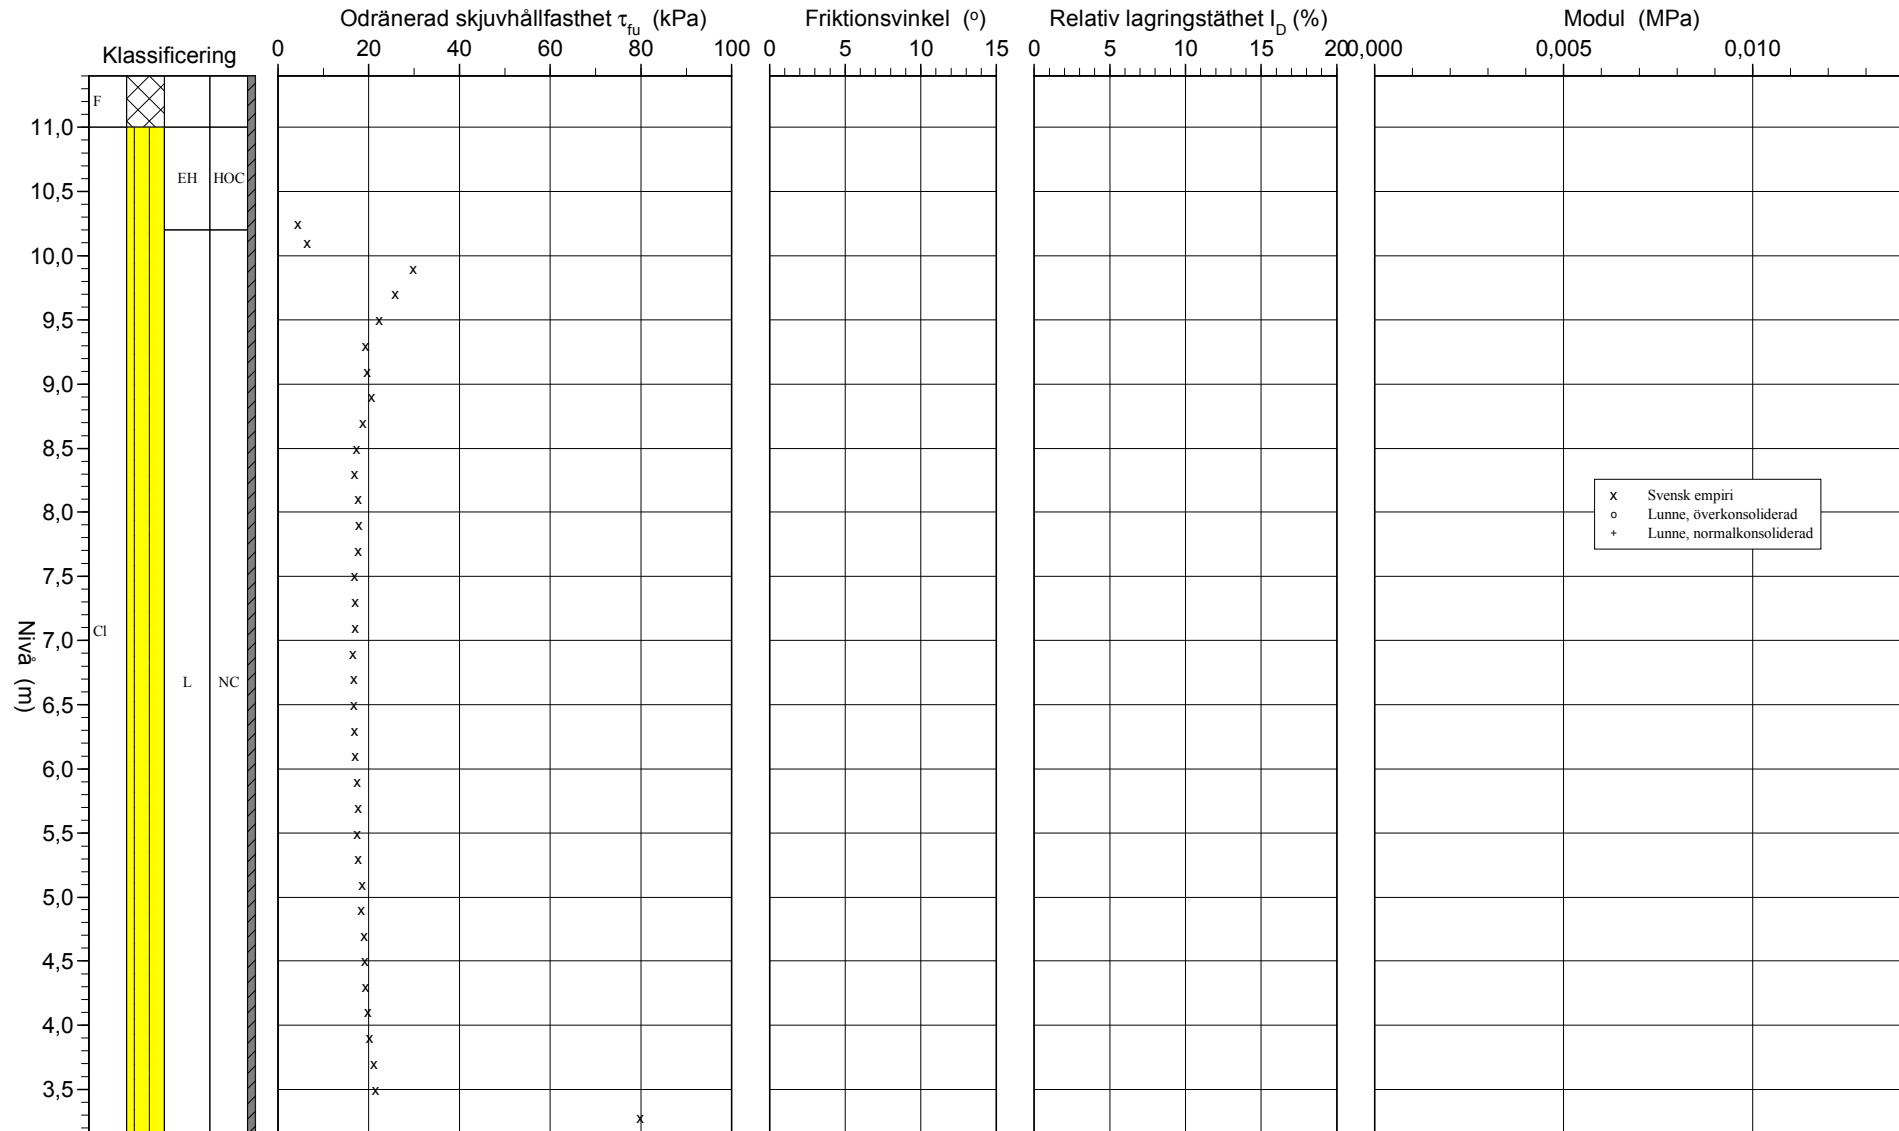 Odränerad skjuvhållfasthet τfu (kPa) Friktionsvinkel (°) Relativ lagringstäthet ID (%) Modul (MPa)
Klassificering 0 20 40 60 80 100 0 5 10 15 0 5 10 15 20 0,000 0,005 0,010
F
11,0
EH HOC
10,5
10,0
9,5
9,0
8,5
x Svensk empiri
o Lunne, överkonsoliderad
+ Lunne, normalkonsoliderad
8,0
7,5
Cl
7,0
Nivå (m)
L NC
6,5
6,0
5,5
5,0
4,5
4,0
3,5